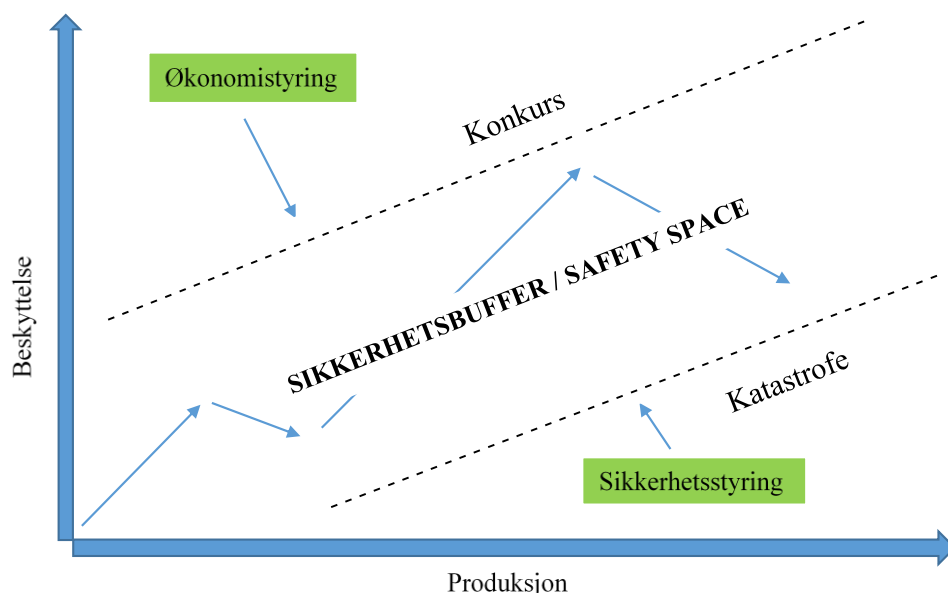 Økonomistyring
Konkurs
SIKKERHETSBUFFER / SAFETY SPACE
Beskyttelse
Katastrofe
Sikkerhetsstyring
Produksjon